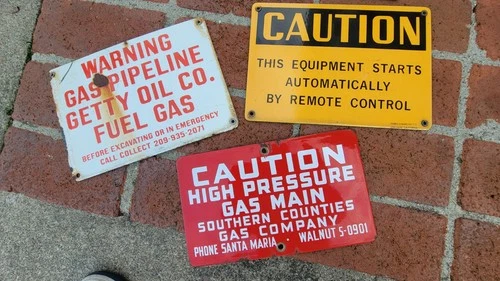 WARNING
GAS PIPELINE
GETTY OIL CO.
FUEL GAS
BEFORE EXCAVATING OR IN EMERGENCY
CALL COLLECT 209-935-2071
CAUTION
THIS EQUIPMENT STARTS
AUTOMATICALLY
BY REMOTE CONTROL
CAUTION
HIGH PRESSURE
GAS MAIN
SOUTHERN COUNTIES
GAS COMPANY
PHONE SANTA MARIA WALNUT 5-0901